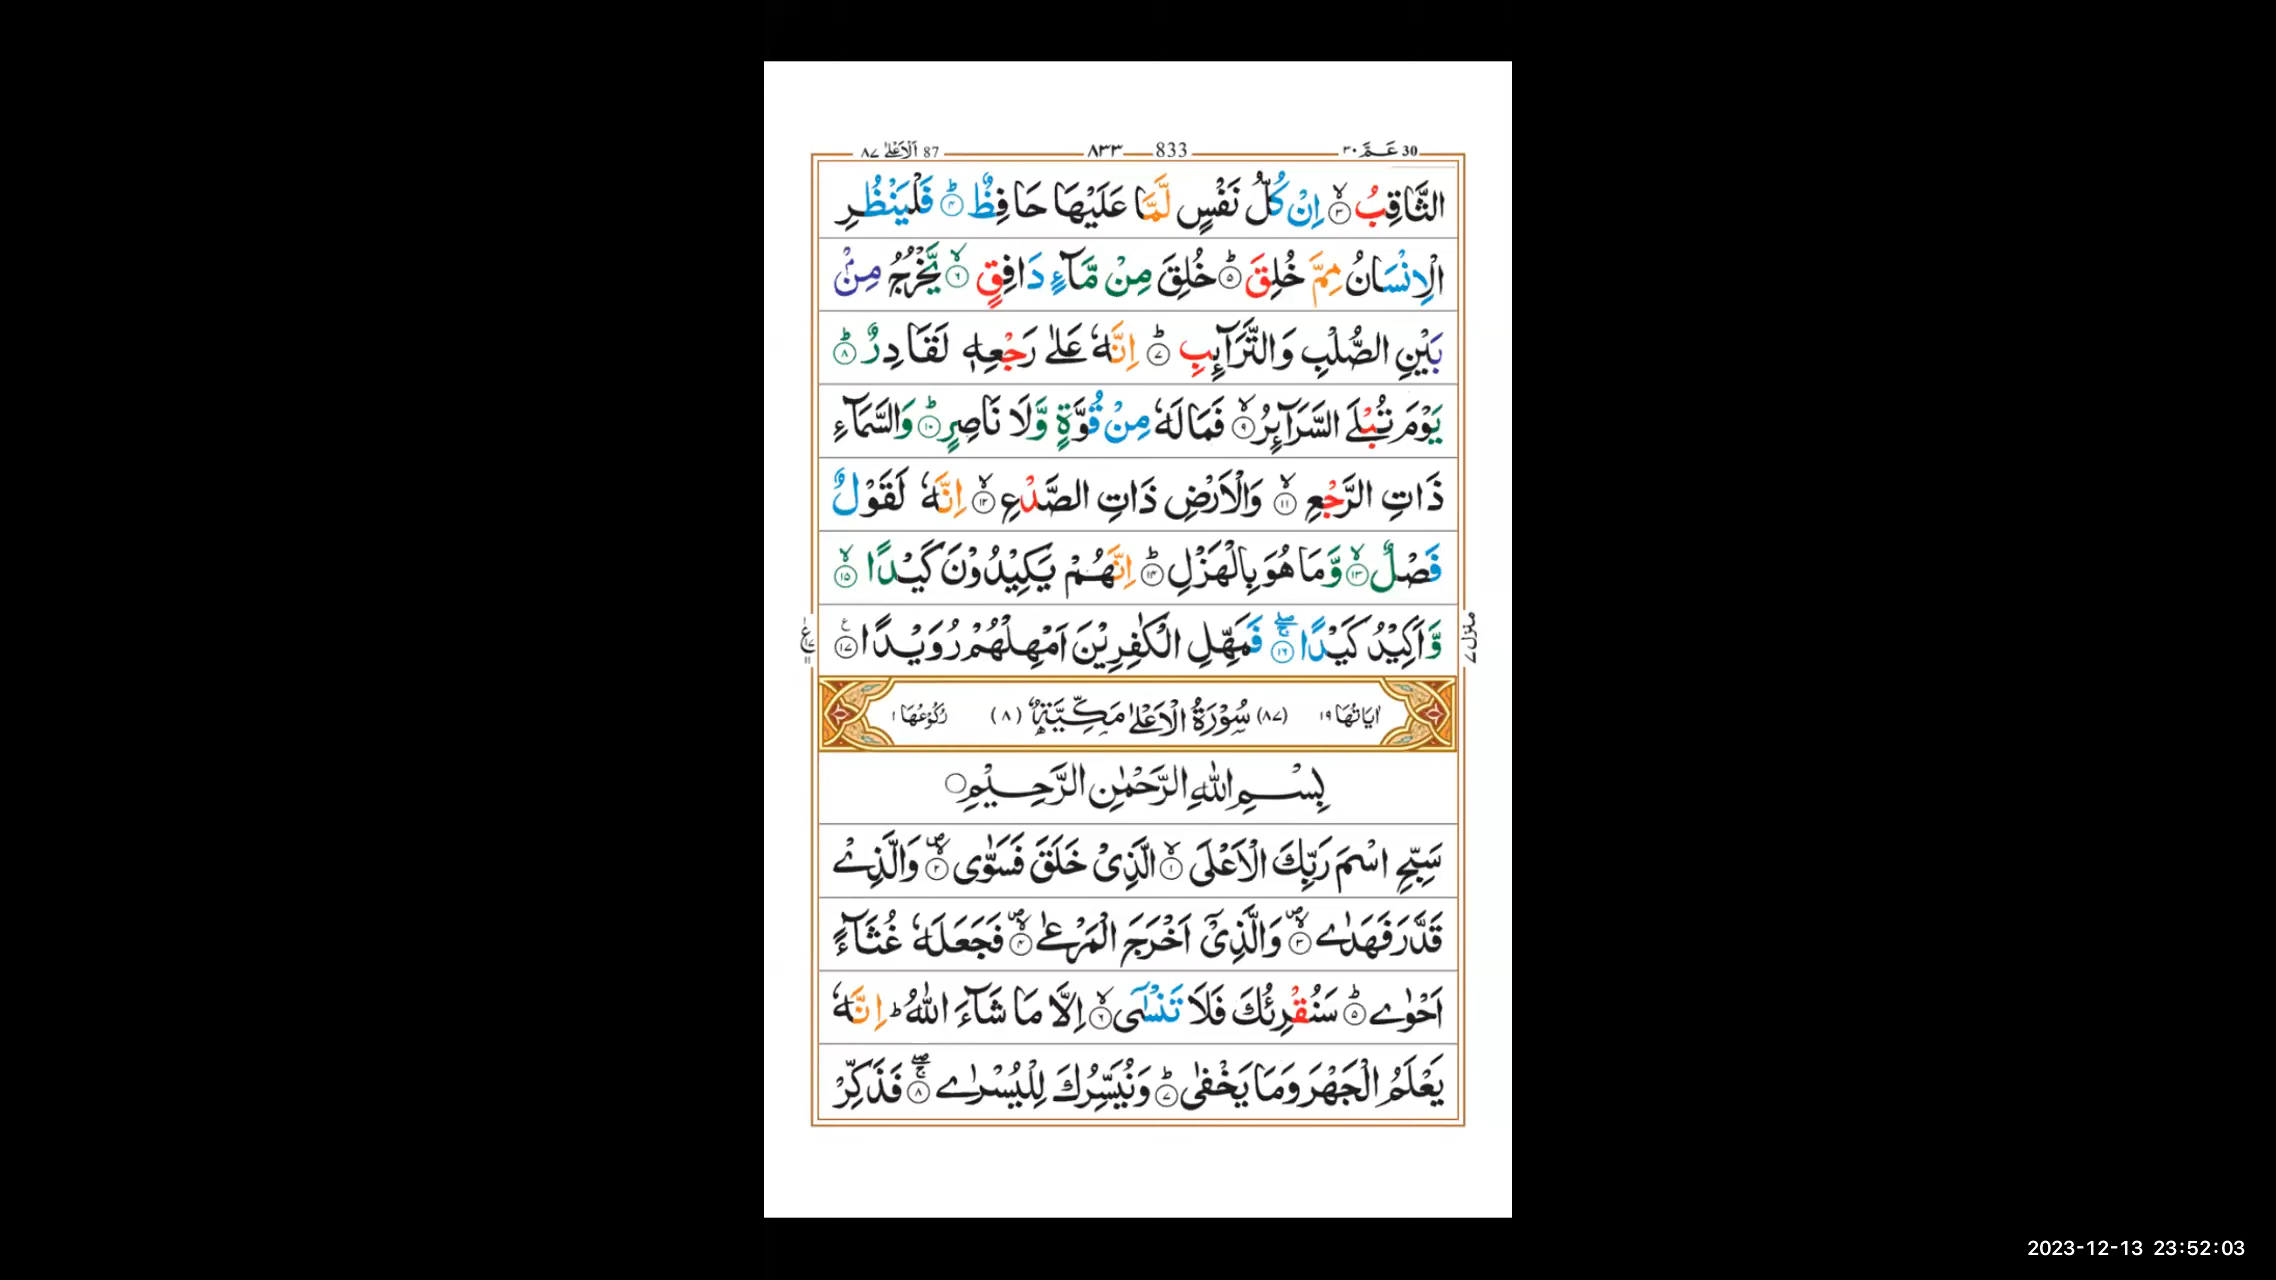 اَلْاَعْلٰى ٨٧ 87
٨٣٣ 833
عَمَّ ٣٠ 30
الثَّاقِبُ ۙ‏﴿۳﴾ اِنْ كُلُّ نَفْسٍ لَّمَّا عَلَيْهَا حَافِظٌ ؕ‏﴿۴﴾ فَلْيَنْظُرِ
الْاِنْسَانُ مِمَّ خُلِقَ ؕ‏﴿۵﴾ خُلِقَ مِنْ مَّآءٍ دَافِقٍ ۙ‏﴿۶﴾ يَّخْرُجُ مِنْۢ
بَيْنِ الصُّلْبِ وَالتَّرَآئِبِ ؕ‏﴿۷﴾ اِنَّهٗ عَلٰى رَجْعِهٖ لَقَادِرٌ ؕ‏﴿۸﴾
يَوْمَ تُبْلَى السَّرَآئِرُ ۙ‏﴿۹﴾ فَمَا لَهٗ مِنْ قُوَّةٍ وَّلَا نَاصِرٍ ؕ‏﴿۱۰﴾ وَالسَّمَآءِ
ذَاتِ الرَّجْعِ ۙ‏﴿۱۱﴾ وَالْاَرْضِ ذَاتِ الصَّدْعِ ۙ‏﴿۱۲﴾ اِنَّهٗ لَقَوْلٌ
فَصْلٌ ۙ‏﴿۱۳﴾ وَّمَا هُوَ بِالْهَزْلِ ؕ‏﴿۱۴﴾ اِنَّهُمْ يَكِيْدُوْنَ كَيْدًا ۙ‏﴿۱۵﴾
وَّاَكِيْدُ كَيْدًا ۚۖ‏﴿۱۶﴾ فَمَهِّلِ الْكٰفِرِيْنَ اَمْهِلْهُمْ رُوَيْدًا ‏﴿۱۷﴾
منزل ٧
اٰيَاتُهَا ١٩ (٨٧) سُوْرَةُ الْاَعْلٰى مَكِّيَّةٌ (٨) رُكُوْعُهَا ١
بِسْمِ اللّٰهِ الرَّحْمٰنِ الرَّحِيْمِ
سَبِّحِ اسْمَ رَبِّكَ الْاَعْلَى ۙ‏﴿۱﴾ الَّذِىْ خَلَقَ فَسَوّٰى ۪ۙ‏﴿۲﴾ وَالَّذِىْ
قَدَّرَ فَهَدٰى ۪ۙ‏﴿۳﴾ وَالَّذِىْۤ اَخْرَجَ الْمَرْعٰى ۪ۙ‏﴿۴﴾ فَجَعَلَهٗ غُثَآءً
اَحْوٰى ؕ‏﴿۵﴾ سَنُقْرِئُكَ فَلَا تَنْسٰٓى ۙ‏﴿۶﴾ اِلَّا مَا شَآءَ اللّٰهُ ؕ اِنَّهٗ
يَعْلَمُ الْجَهْرَ وَمَا يَخْفٰى ؕ‏﴿۷﴾ وَنُيَسِّرُكَ لِلْيُسْرٰى ۚۖ‏﴿۸﴾ فَذَكِّرْ
2023-12-13 23:52:03